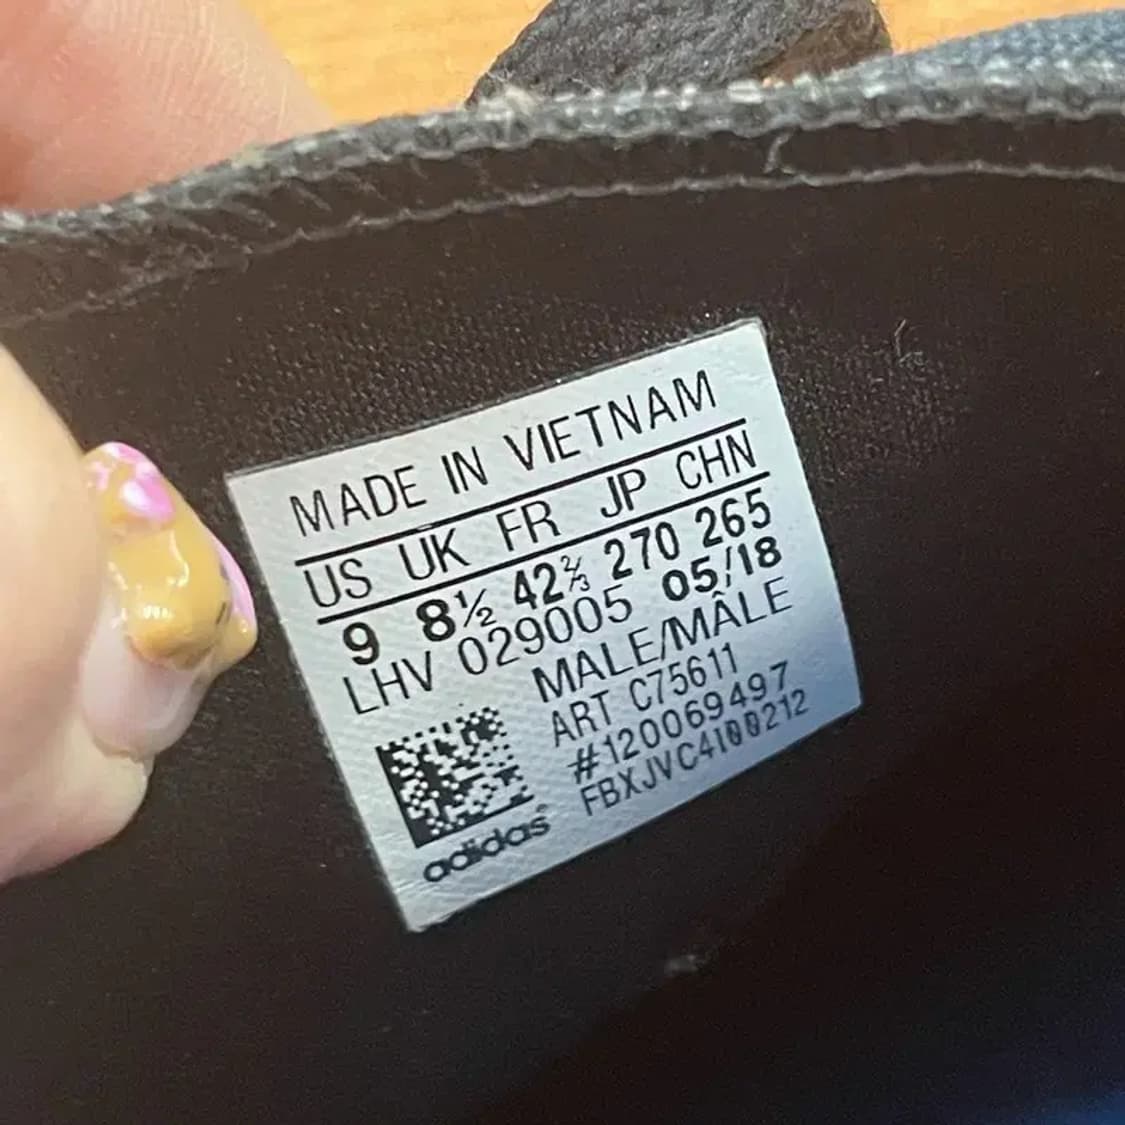 MADE IN VIETNAM
US UK FR JP CHN
9 8½ 42⅔ 270 265
LHV 029005 05/18
MALE/MÂLE
ART C75611
#120069497
FBXJVC4I00212
adidas®